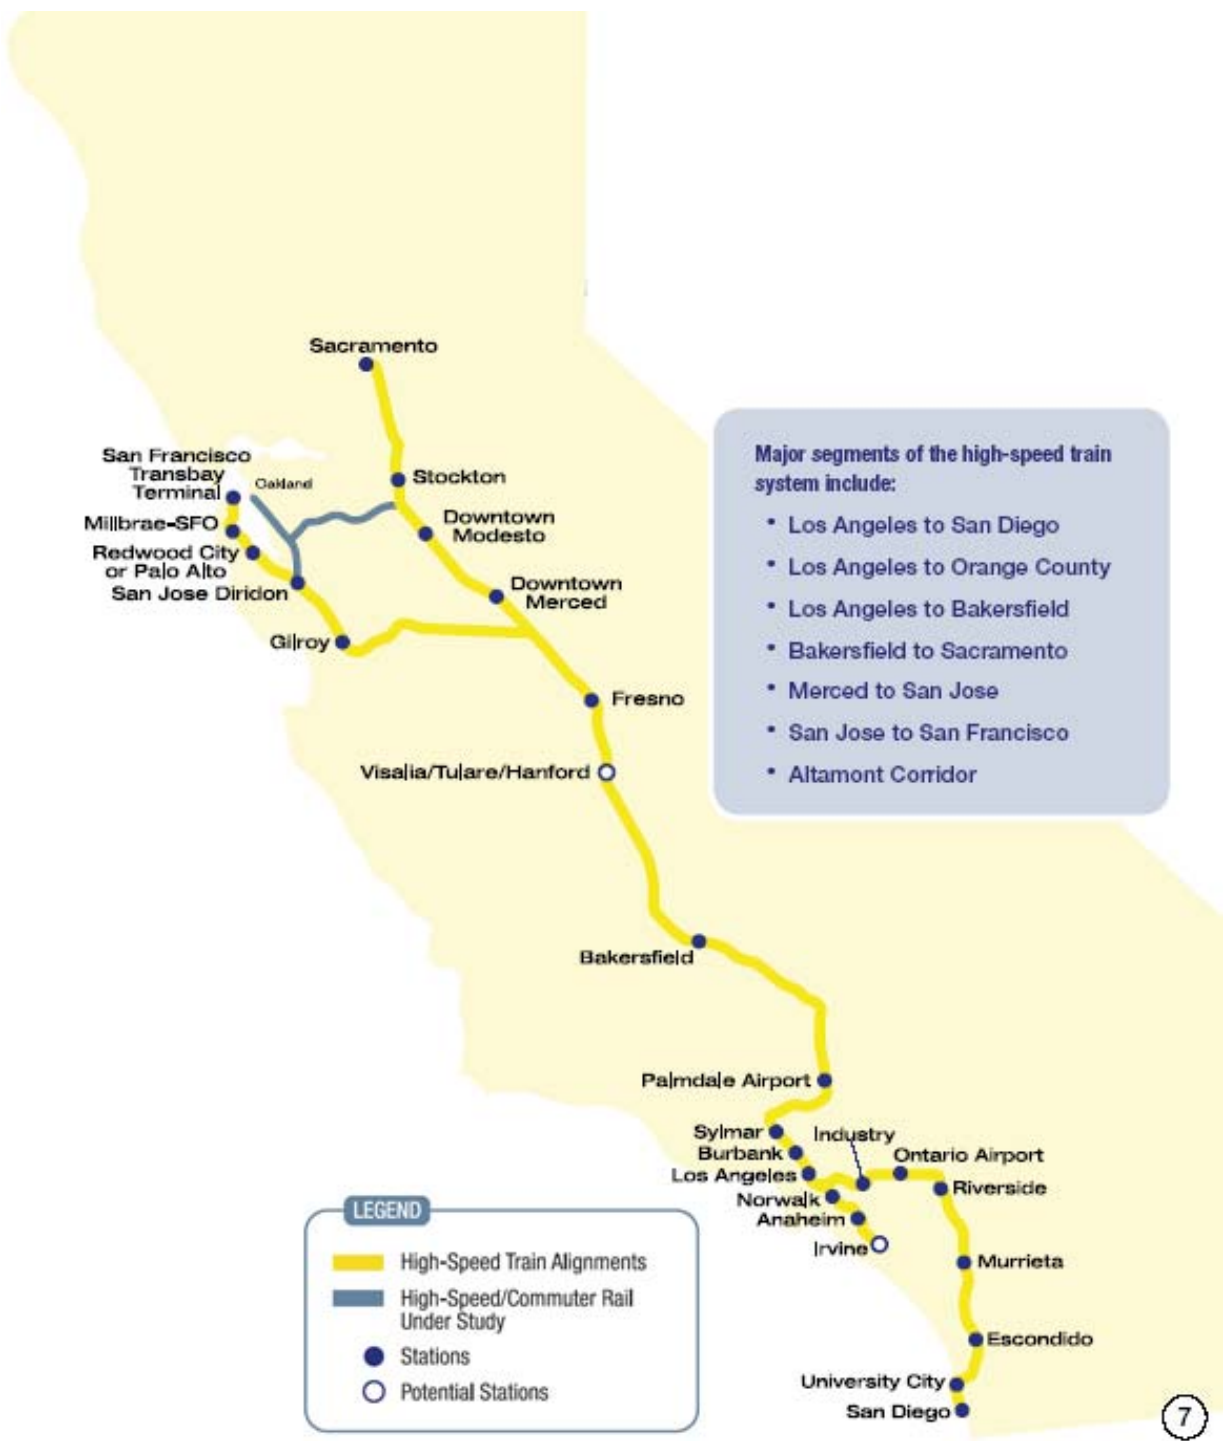 Sacramento
San Francisco
Transbay
Terminal
Oakland
Stockton
Millbrae-SFO
Downtown
Modesto
Redwood City
or Palo Alto
San Jose Diridon
Downtown
Merced
Gilroy
Fresno
Visalia/Tulare/Hanford
Bakersfield
Palmdale Airport
Sylmar
Industry
Burbank
Ontario Airport
Los Angeles
Riverside
Norwalk
Anaheim
Irvine
Murrieta
Escondido
University City
San Diego
Major segments of the high-speed train
system include:
• Los Angeles to San Diego
• Los Angeles to Orange County
• Los Angeles to Bakersfield
• Bakersfield to Sacramento
• Merced to San Jose
• San Jose to San Francisco
• Altamont Corridor
LEGEND
High-Speed Train Alignments
High-Speed/Commuter Rail
Under Study
Stations
Potential Stations
7